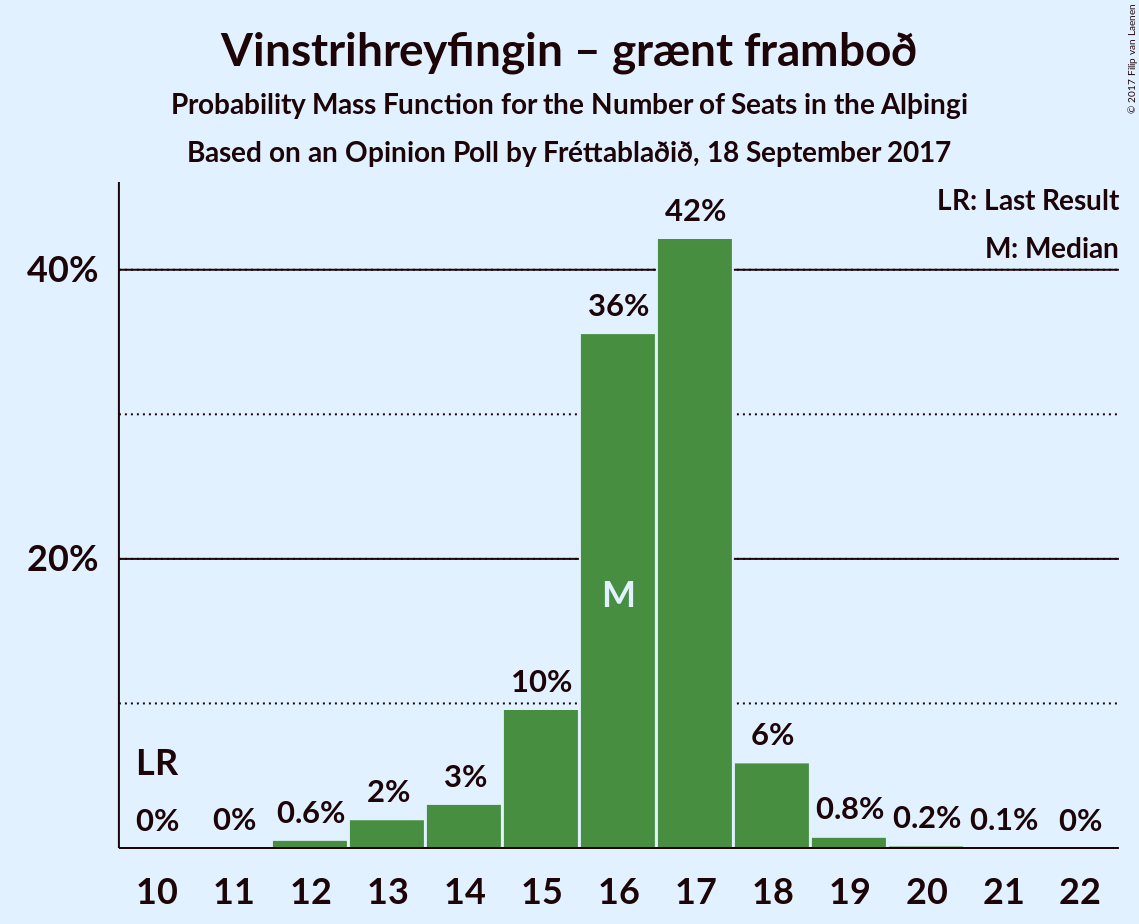 Vinstrihreyfingin – grænt framboð
Probability Mass Function for the Number of Seats in the Alþingi
Based on an Opinion Poll by Fréttablaðið, 18 September 2017
© 2017 Filip van Laenen
LR: Last Result
M: Median
40%
20%
42%
36%
M
10%
6%
LR
0%
0%
0.6%
2%
3%
0.8%
0.2%
0.1%
0%
10 11 12 13 14 15 16 17 18 19 20 21 22